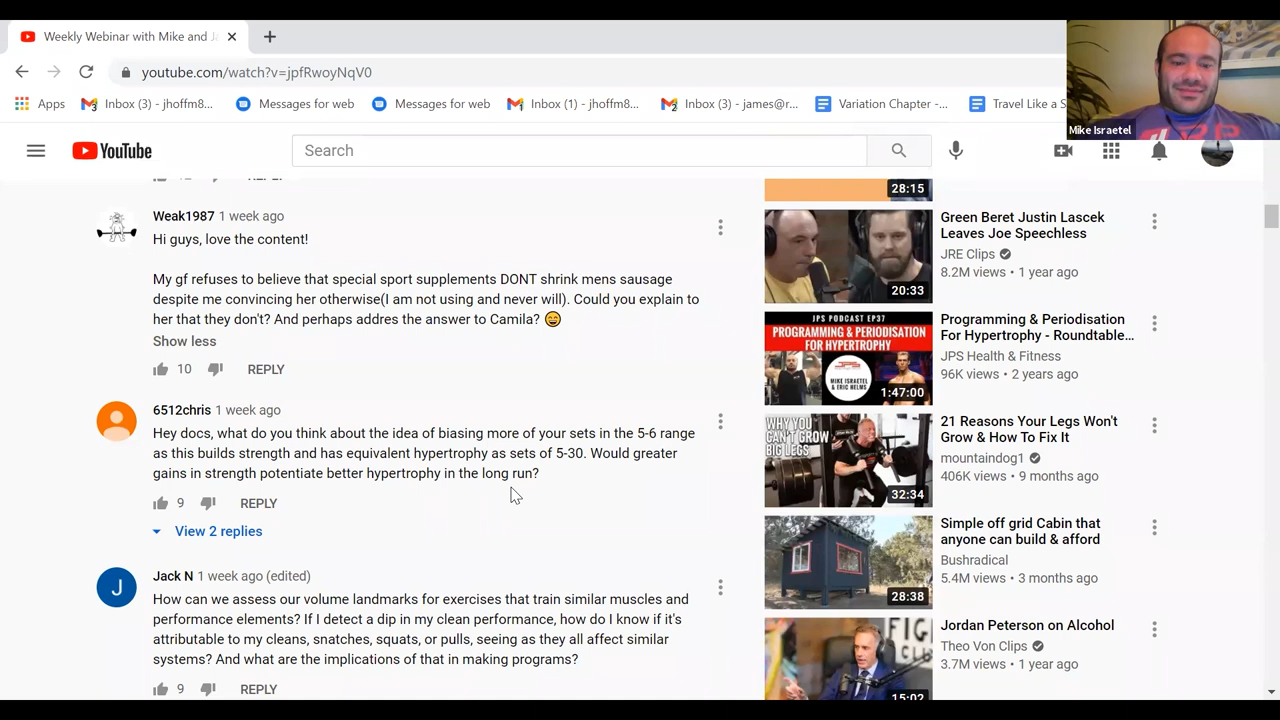 Weekly Webinar with Mike and J
youtube.com/watch?v=jpfRwoyNqV0
Apps
Inbox (3) - jhoffm8...
Messages for web
Messages for web
Inbox (1) - jhoffm8...
Inbox (2) - james@r...
Variation Chapter -...
Travel Like a S
Mike Israetel
YouTube
Search
REPLY
Weak1987 1 week ago
Hi guys, love the content!
My gf refuses to believe that special sport supplements DONT shrink mens sausage
despite me convincing her otherwise(I am not using and never will). Could you explain to
her that they don't? And perhaps addres the answer to Camila? 😄
Show less
10 REPLY
6512chris 1 week ago
Hey docs, what do you think about the idea of biasing more of your sets in the 5-6 range
as this builds strength and has equivalent hypertrophy as sets of 5-30. Would greater
gains in strength potentiate better hypertrophy in the long run?
9 REPLY
View 2 replies
J
Jack N 1 week ago (edited)
How can we assess our volume landmarks for exercises that train similar muscles and
performance elements? If I detect a dip in my clean performance, how do I know if it's
attributable to my cleans, snatches, squats, or pulls, seeing as they all affect similar
systems? And what are the implications of that in making programs?
9 REPLY
28:15
Green Beret Justin Lascek
Leaves Joe Speechless
JRE Clips
8.2M views • 1 year ago
20:33
JPS PODCAST EP37
PROGRAMMING & PERIODISATION
FOR HYPERTROPHY
MIKE ISRAETEL
& ERIC HELMS
1:47:00
Programming & Periodisation
For Hypertrophy - Roundtable...
JPS Health & Fitness
96K views • 2 years ago
WHY YOU
CAN'T GROW
BIG LEGS
32:34
21 Reasons Your Legs Won't
Grow & How To Fix It
mountaindog1
406K views • 9 months ago
28:38
Simple off grid Cabin that
anyone can build & afford
Bushradical
5.4M views • 3 months ago
15:02
Jordan Peterson on Alcohol
Theo Von Clips
3.7M views • 1 year ago